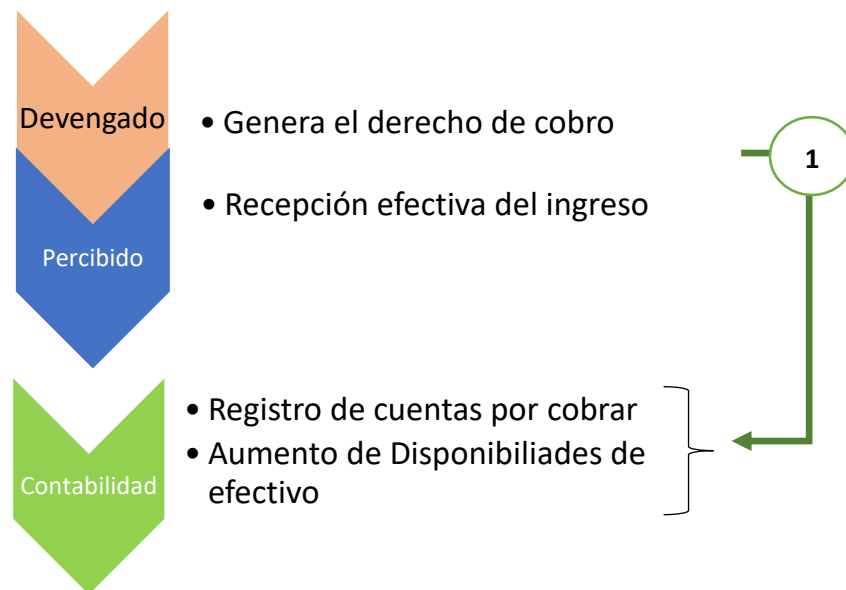 Devengado
• Genera el derecho de cobro
1
• Recepción efectiva del ingreso
Percibido
• Registro de cuentas por cobrar
• Aumento de Disponibiliades de
efectivo
Contabilidad